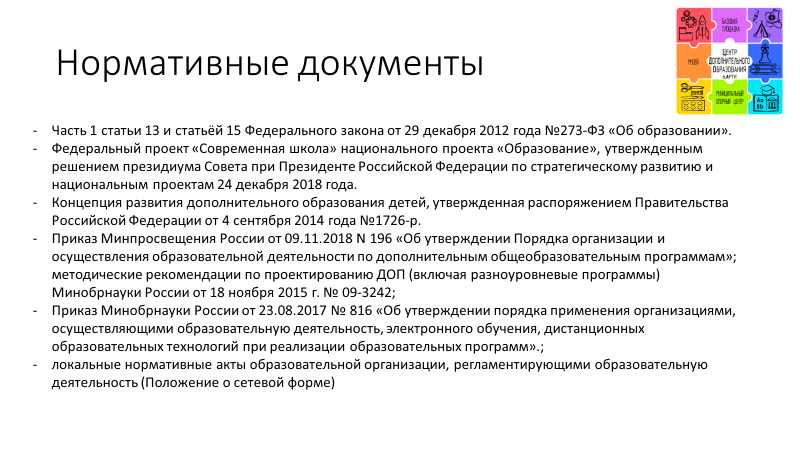 Нормативные документы
БАЗОВАЯ
ПЛОЩАДКА
МУЗЕЙ
ЦЕНТР
ДОПОЛНИТЕЛЬНОГО
ОБРАЗОВАНИЯ
п.АРТИ
МУНИЦИПАЛЬНЫЙ
ОПОРНЫЙ ЦЕНТР
Aa
Bb
- Часть 1 статьи 13 и статьёй 15 Федерального закона от 29 декабря 2012 года №273-ФЗ «Об образовании».
- Федеральный проект «Современная школа» национального проекта «Образование», утвержденным
решением президиума Совета при Президенте Российской Федерации по стратегическому развитию и
национальным проектам 24 декабря 2018 года.
- Концепция развития дополнительного образования детей, утвержденная распоряжением Правительства
Российской Федерации от 4 сентября 2014 года №1726-р.
- Приказ Минпросвещения России от 09.11.2018 N 196 «Об утверждении Порядка организации и
осуществления образовательной деятельности по дополнительным общеобразовательным программам»;
методические рекомендации по проектированию ДОП (включая разноуровневые программы)
Минобрнауки России от 18 ноября 2015 г. № 09-3242;
- Приказ Минобрнауки России от 23.08.2017 № 816 «Об утверждении порядка применения организациями,
осуществляющими образовательную деятельность, электронного обучения, дистанционных
образовательных технологий при реализации образовательных программ».;
- локальные нормативные акты образовательной организации, регламентирующими образовательную
деятельность (Положение о сетевой форме)